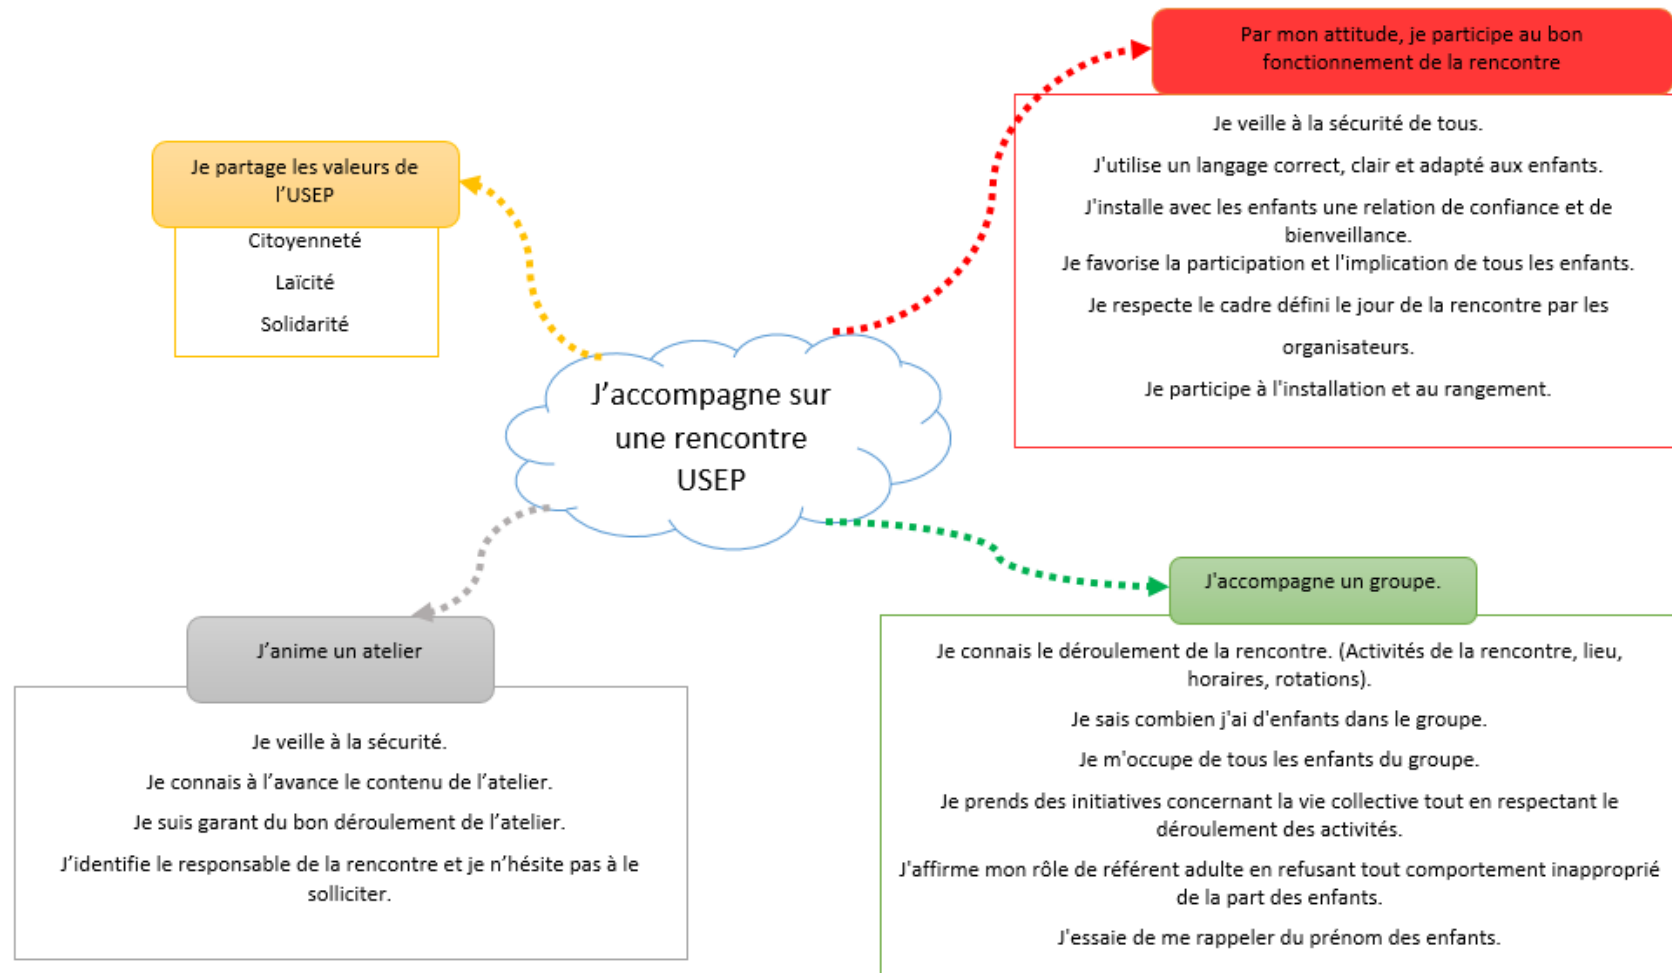 Par mon attitude, je participe au bon
fonctionnement de la rencontre
Je veille à la sécurité de tous.
J'utilise un langage correct, clair et adapté aux enfants.
J'installe avec les enfants une relation de confiance et de
bienveillance.
Je favorise la participation et l'implication de tous les enfants.
Je respecte le cadre défini le jour de la rencontre par les
organisateurs.
Je participe à l'installation et au rangement.
Je partage les valeurs de
l’USEP
Citoyenneté
Laïcité
Solidarité
J’accompagne sur
une rencontre
USEP
J’anime un atelier
Je veille à la sécurité.
Je connais à l’avance le contenu de l’atelier.
Je suis garant du bon déroulement de l’atelier.
J’identifie le responsable de la rencontre et je n’hésite pas à le
solliciter.
J'accompagne un groupe.
Je connais le déroulement de la rencontre. (Activités de la rencontre, lieu,
horaires, rotations).
Je sais combien j'ai d'enfants dans le groupe.
Je m'occupe de tous les enfants du groupe.
Je prends des initiatives concernant la vie collective tout en respectant le
déroulement des activités.
J'affirme mon rôle de référent adulte en refusant tout comportement inapproprié
de la part des enfants.
J'essaie de me rappeler du prénom des enfants.